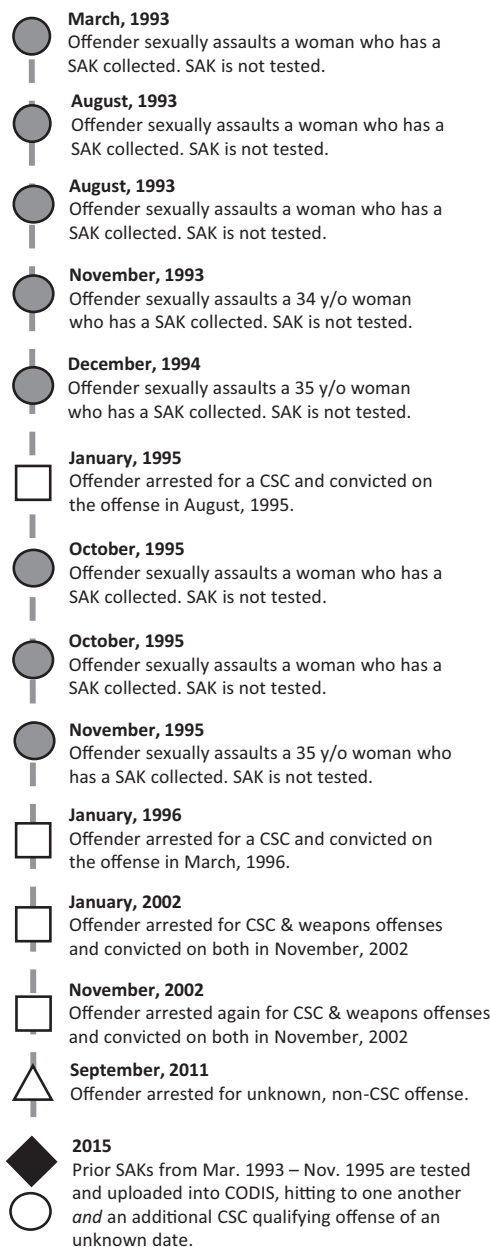 March, 1993
Offender sexually assaults a woman who has a
SAK collected. SAK is not tested.
August, 1993
Offender sexually assaults a woman who has a
SAK collected. SAK is not tested.
August, 1993
Offender sexually assaults a woman who has a
SAK collected. SAK is not tested.
November, 1993
Offender sexually assaults a 34 y/o woman
who has a SAK collected. SAK is not tested.
December, 1994
Offender sexually assaults a 35 y/o woman
who has a SAK collected. SAK is not tested.
January, 1995
Offender arrested for a CSC and convicted on
the offense in August, 1995.
October, 1995
Offender sexually assaults a woman who has a
SAK collected. SAK is not tested.
October, 1995
Offender sexually assaults a woman who has a
SAK collected. SAK is not tested.
November, 1995
Offender sexually assaults a 35 y/o woman who
has a SAK collected. SAK is not tested.
January, 1996
Offender arrested for a CSC and convicted on
the offense in March, 1996.
January, 2002
Offender arrested for CSC & weapons offenses
and convicted on both in November, 2002
November, 2002
Offender arrested again for CSC & weapons offenses
and convicted on both in November, 2002
September, 2011
Offender arrested for unknown, non-CSC offense.
2015
Prior SAKs from Mar. 1993 – Nov. 1995 are tested
and uploaded into CODIS, hitting to one another
and an additional CSC qualifying offense of an
unknown date.